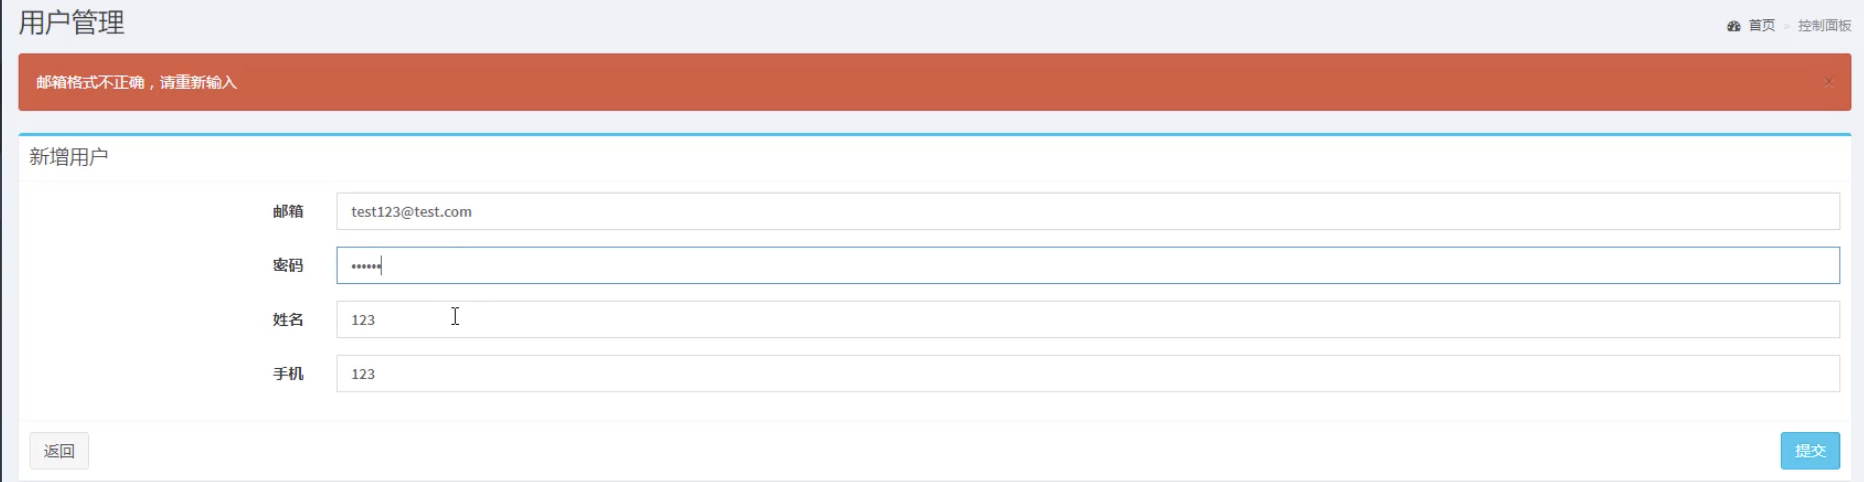 用户管理
首页 > 控制面板
邮箱格式不正确，请重新输入
×
新增用户
邮箱 test123@test.com
密码 ••••••
姓名 123
手机 123
返回 提交